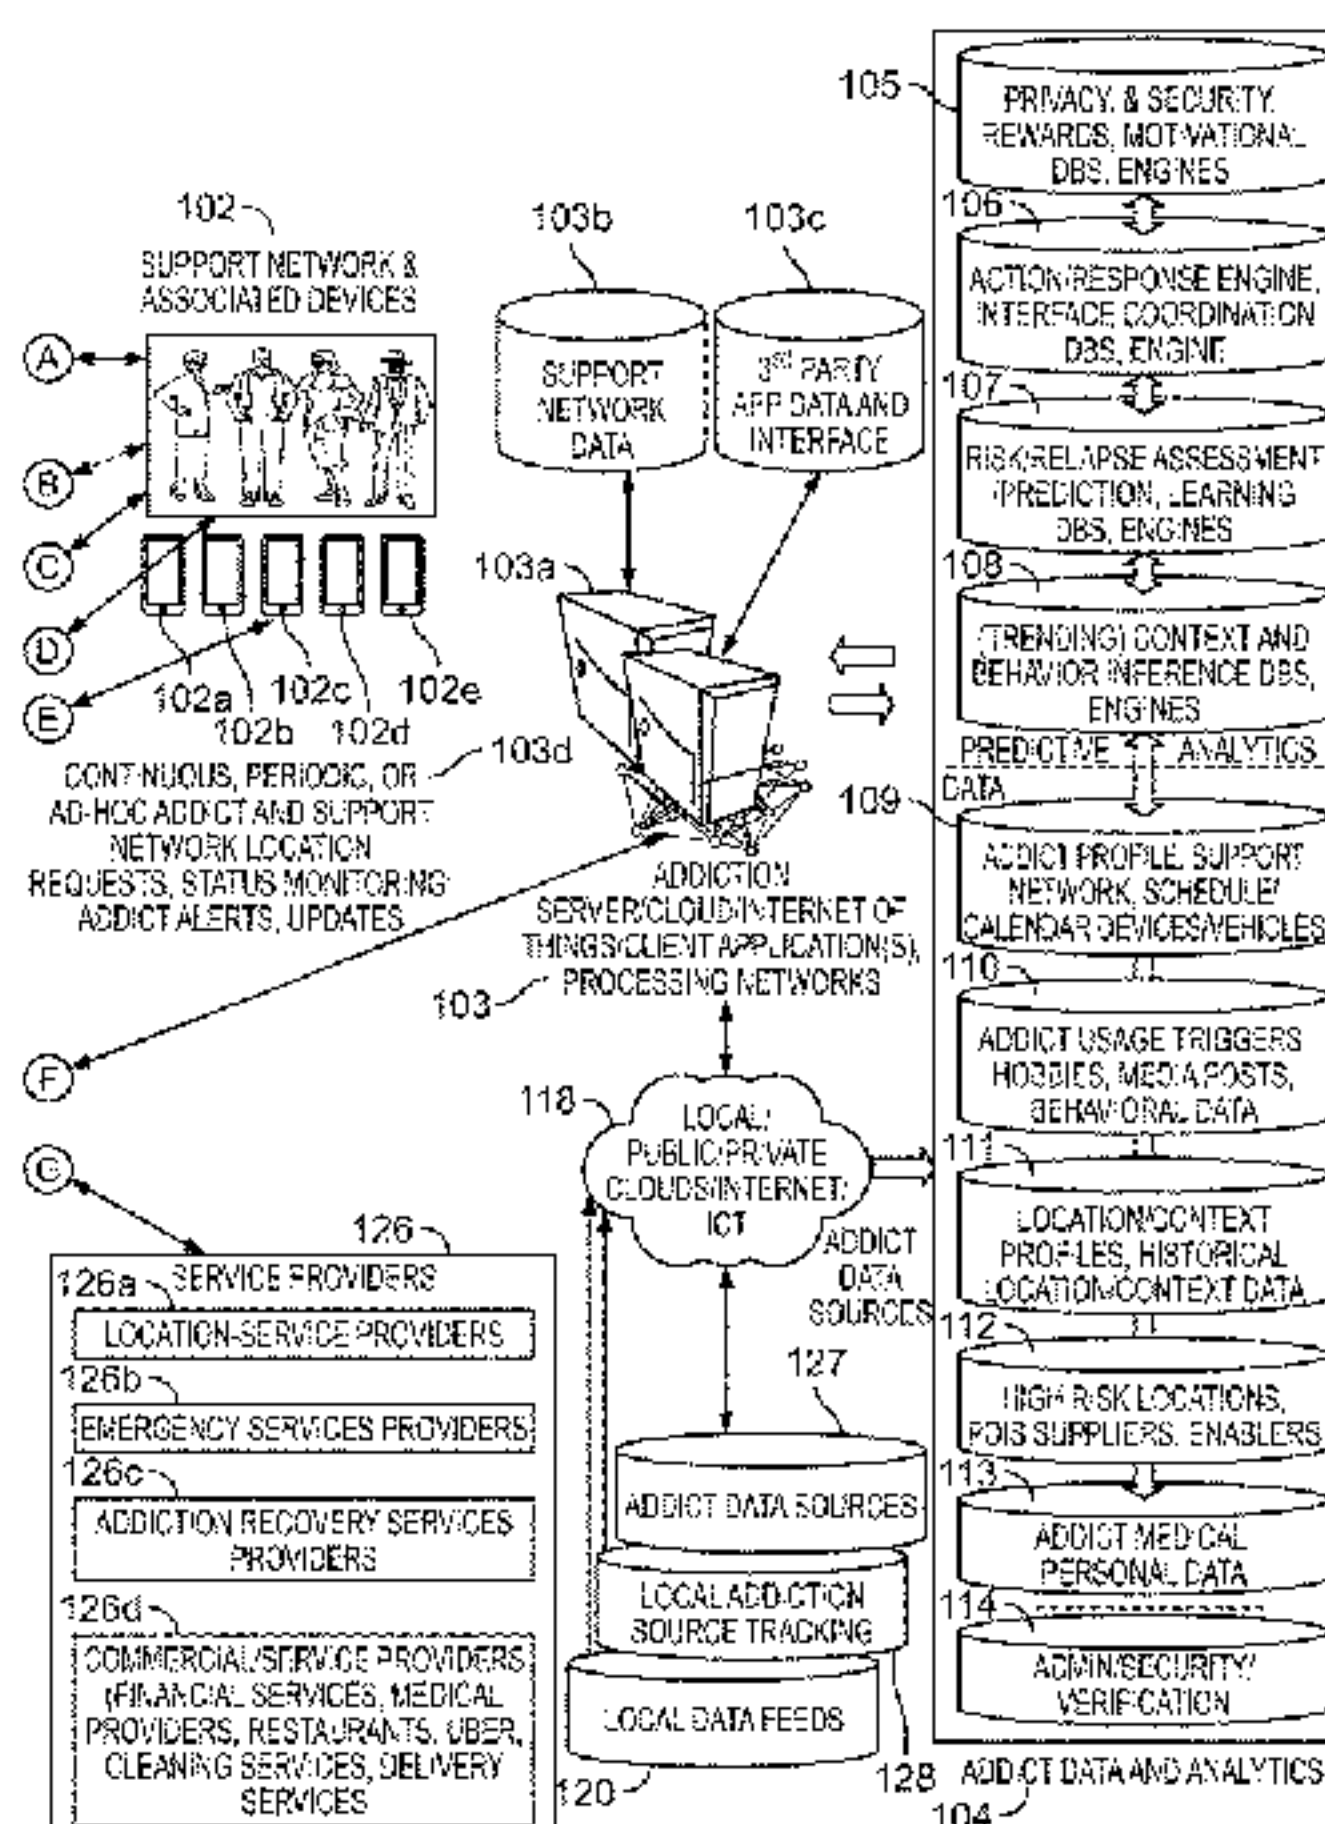 102
SUPPORT NETWORK &
ASSOCIATED DEVICES
A
B
C
D
E
102a
102b
102c
102d
102e
CONTINUOUS, PERIODIC, OR
AD-HOC ADDICT AND SUPPORT
NETWORK LOCATION
REQUESTS, STATUS MONITORING
ADDICT ALERTS, UPDATES
103d
F
G
103b
SUPPORT
NETWORK
DATA
103c
3RD PARTY
APP DATA AND
INTERFACE
103a
ADDICTION
SERVER/CLOUD/INTERNET OF
THINGS/CLIENT APPLICATION(S),
PROCESSING NETWORKS
103
118
LOCAL/
PUBLIC/PRIVATE
CLOUDS/INTERNET/
ICT
ADDICT
DATA
SOURCES
127
ADDICT DATA SOURCES
LOCAL ADDICTION
SOURCE TRACKING
128
LOCAL DATA FEEDS
120
126
SERVICE PROVIDERS
126a
LOCATION-SERVICE PROVIDERS
126b
EMERGENCY SERVICES PROVIDERS
126c
ADDICTION RECOVERY SERVICES
PROVIDERS
126d
COMMERCIAL/SERVICE PROVIDERS
(FINANCIAL SERVICES, MEDICAL
PROVIDERS, RESTAURANTS, UBER,
CLEANING SERVICES, DELIVERY
SERVICES
105
PRIVACY, & SECURITY,
REWARDS, MOTIVATIONAL
DBS, ENGINES
106
ACTION/RESPONSE ENGINE,
INTERFACE COORDINATION
DBS, ENGINE
107
RISK/RELAPSE ASSESSMENT
/PREDICTION, LEARNING
DBS, ENGINES
108
(TRENDING) CONTEXT AND
BEHAVIOR INFERENCE DBS,
ENGINES
PREDICTIVE ANALYTICS
DATA
109
ADDICT PROFILE, SUPPORT
NETWORK, SCHEDULE/
CALENDAR DEVICES/VEHICLES
110
ADDICT USAGE TRIGGERS
HOBBIES, MEDIA POSTS,
BEHAVIORAL DATA
111
LOCATION/CONTEXT
PROFILES, HISTORICAL
LOCATION/CONTEXT DATA
112
HIGH RISK LOCATIONS,
POIS SUPPLIERS, ENABLERS
113
ADDICT MEDICAL
PERSONAL DATA
114
ADMIN/SECURITY/
VERIFICATION
ADDICT DATA AND ANALYTICS
104